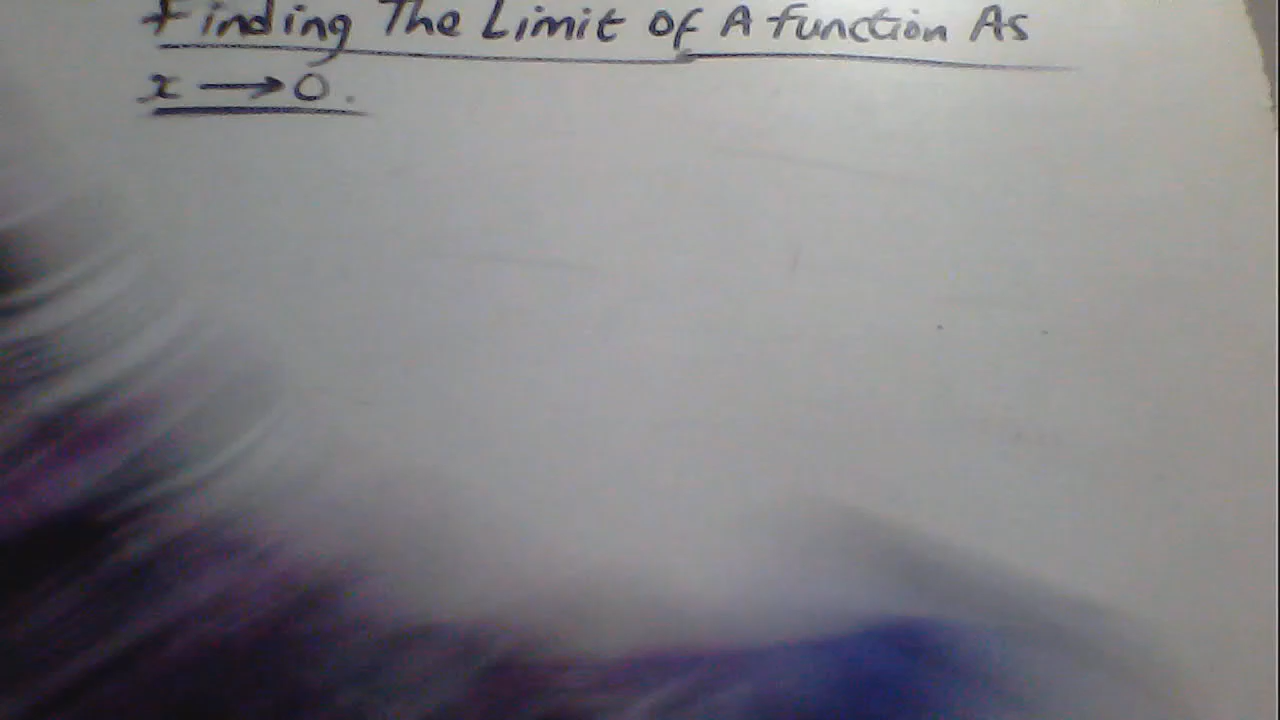 Finding The Limit of A function As
x → 0.